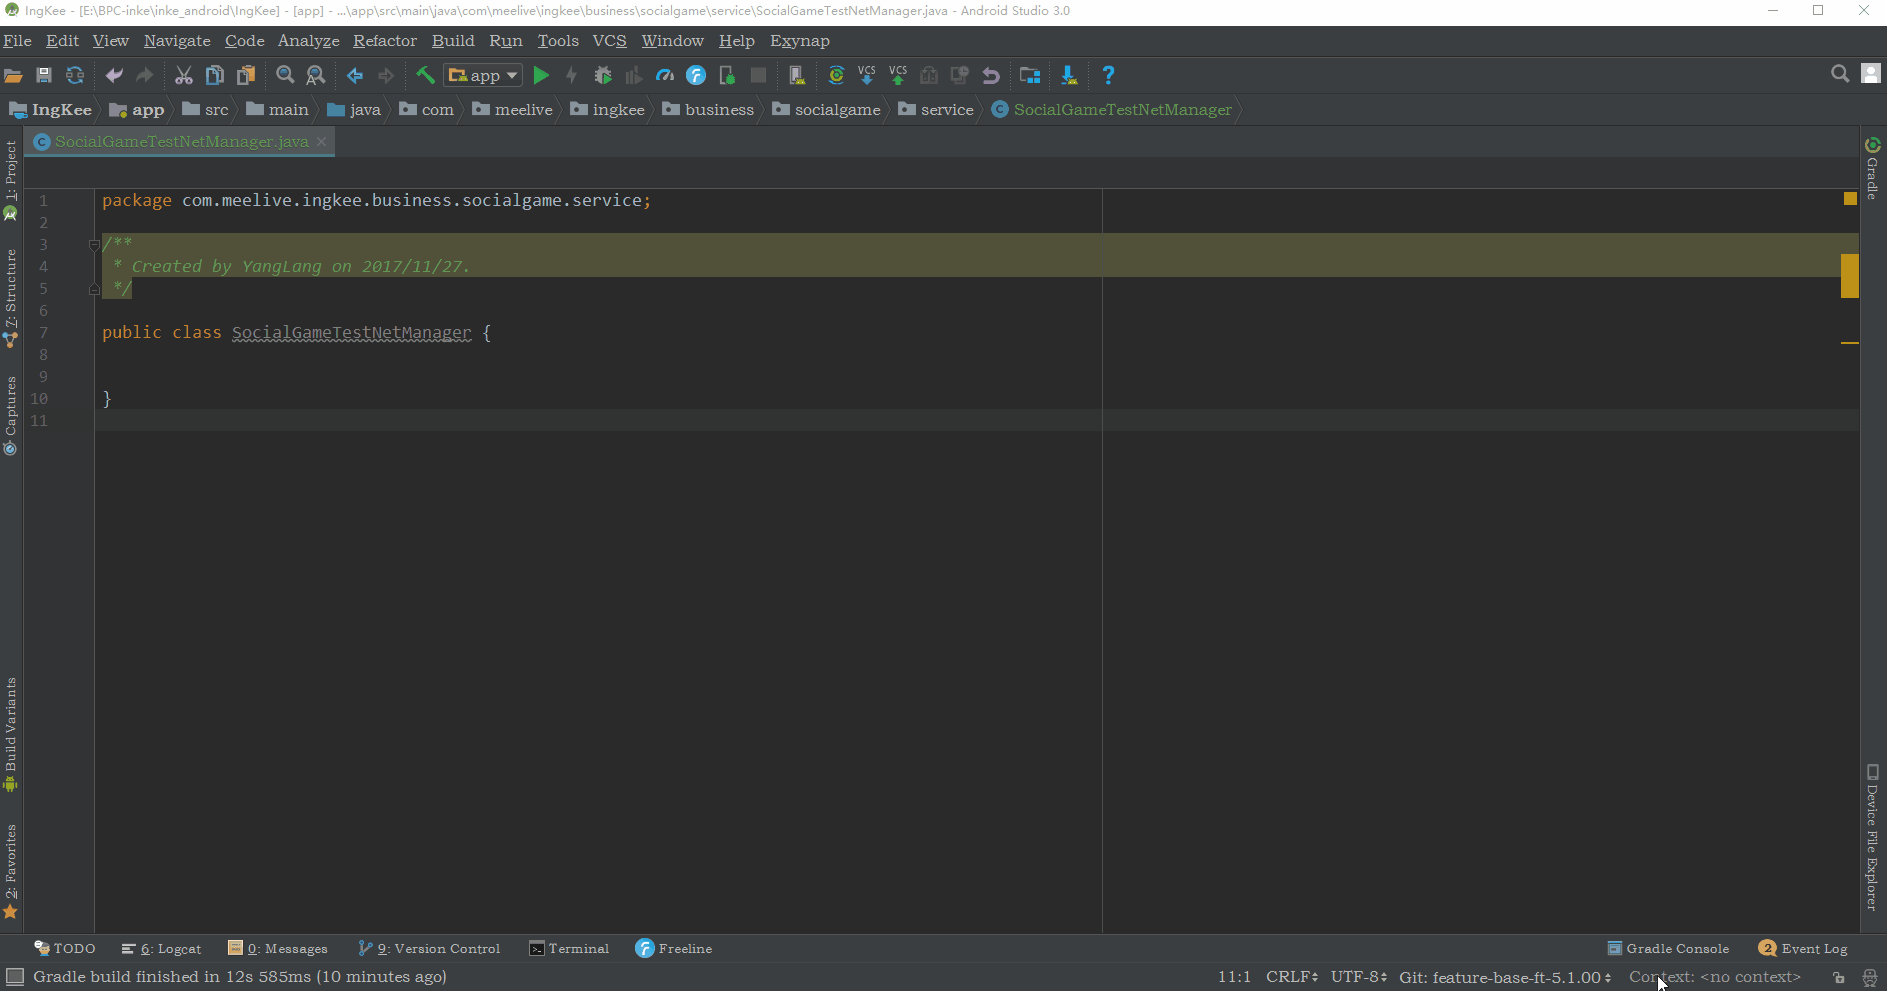 IngKee - [E:\BPC-inke\inke_android\IngKee] - [app] - ...\app\src\main\java\com\meelive\ingkee\business\socialgame\service\SocialGameTestNetManager.java - Android Studio 3.0
File Edit View Navigate Code Analyze Refactor Build Run Tools VCS Window Help Exynap
app VCS VCS ?
IngKee app src main java com meelive ingkee business socialgame service SocialGameTestNetManager
SocialGameTestNetManager.java
1: Project
7: Structure
Captures
Build Variants
2: Favorites
1 package com.meelive.ingkee.business.socialgame.service;
2
3 /**
4 * Created by YangLang on 2017/11/27.
5 */
6
7 public class SocialGameTestNetManager {
8
9
10 }
11
Gradle
Device File Explorer
TODO 6: Logcat 0: Messages 9: Version Control Terminal Freeline Gradle Console 2 Event Log
Gradle build finished in 12s 585ms (10 minutes ago) 11:1 CRLF UTF-8 Git: feature-base-ft-5.1.00 Context: <no context>